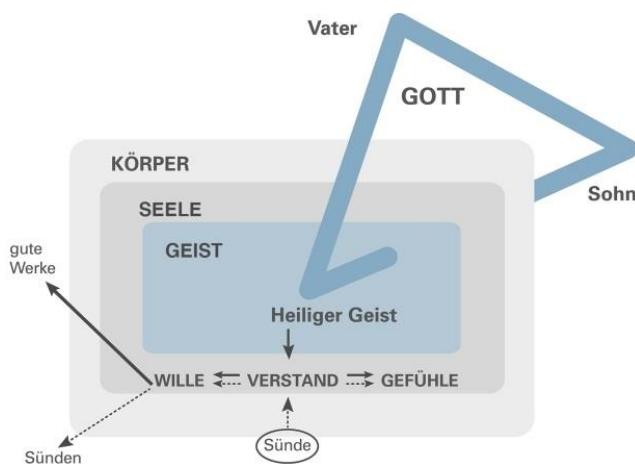 Vater
GOTT
KÖRPER
Sohn
SEELE
GEIST
gute
Werke
Heiliger Geist
WILLE VERSTAND GEFÜHLE
Sünde
Sünden